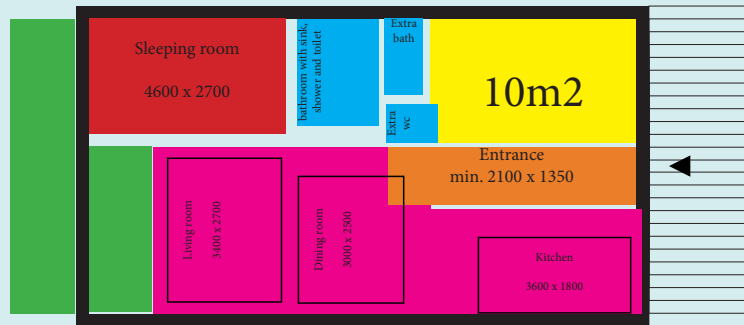 Sleeping room
4600 x 2700
bathroom with sink,
shower and toilet
Extra
bath
10m2
Extra
wc
Entrance
min. 2100 x 1350
Living room
3400 x 2700
Dining room
3000 x 2500
Kitchen
3600 x 1800